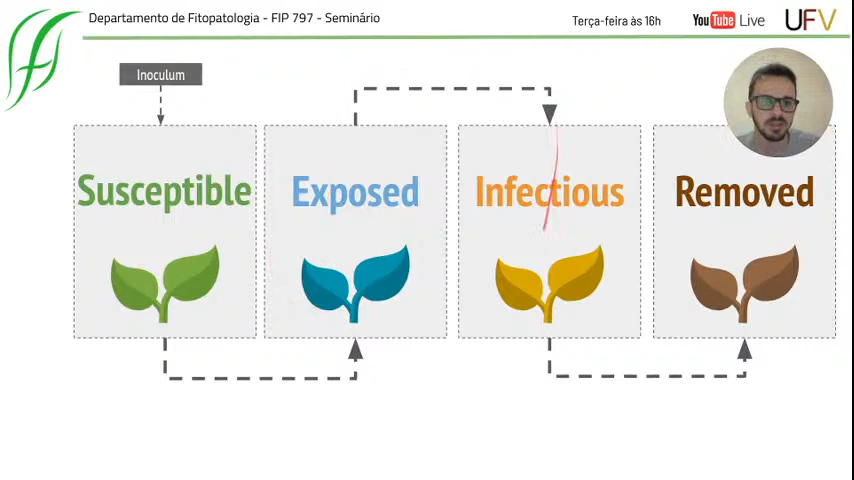 Departamento de Fitopatologia - FIP 797 - Seminário
Terça-feira às 16h
YouTube Live
UFV
Inoculum
Susceptible
Exposed
Infectious
Removed